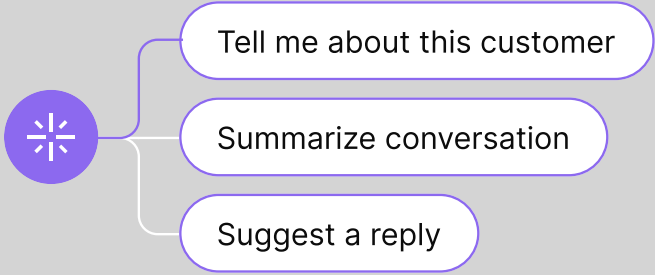 Tell me about this customer
Summarize conversation
Suggest a reply